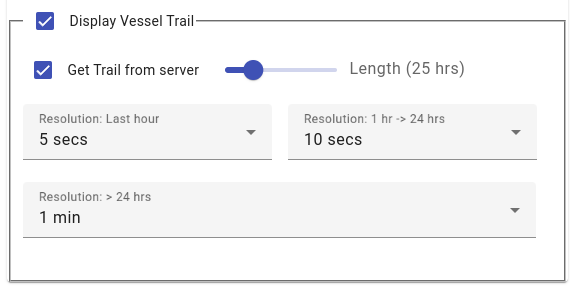 Display Vessel Trail
Get Trail from server
Length (25 hrs)
Resolution: Last hour
5 secs
Resolution: 1 hr -> 24 hrs
10 secs
Resolution: > 24 hrs
1 min